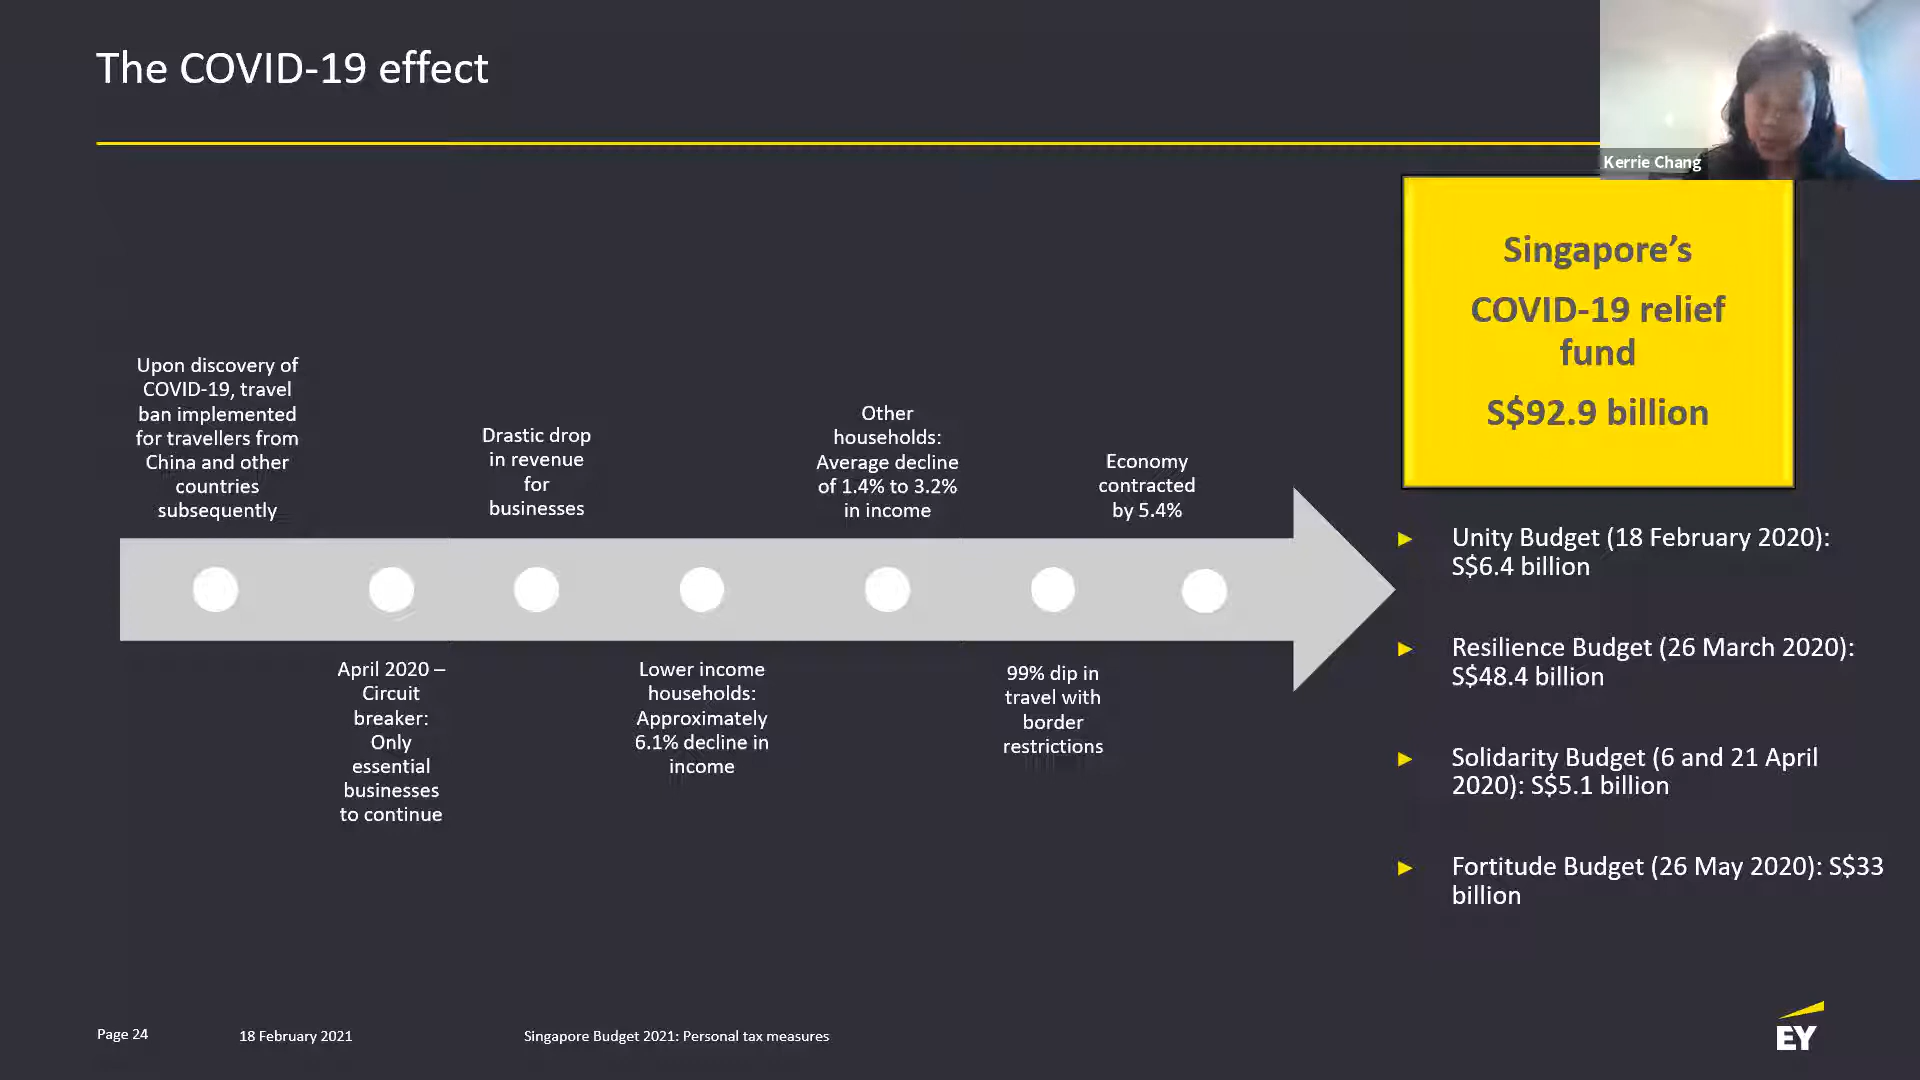 The COVID-19 effect
Kerrie Chang
Singapore’s
COVID-19 relief
fund
S$92.9 billion
Upon discovery of
COVID-19, travel
ban implemented
for travellers from
China and other
countries
subsequently
Drastic drop
in revenue
for
businesses
Other
households:
Average decline
of 1.4% to 3.2%
in income
Economy
contracted
by 5.4%
April 2020 –
Circuit
breaker:
Only
essential
businesses
to continue
Lower income
households:
Approximately
6.1% decline in
income
99% dip in
travel with
border
restrictions
Unity Budget (18 February 2020):
S$6.4 billion
Resilience Budget (26 March 2020):
S$48.4 billion
Solidarity Budget (6 and 21 April
2020): S$5.1 billion
Fortitude Budget (26 May 2020): S$33
billion
Page 24
18 February 2021
Singapore Budget 2021: Personal tax measures
EY